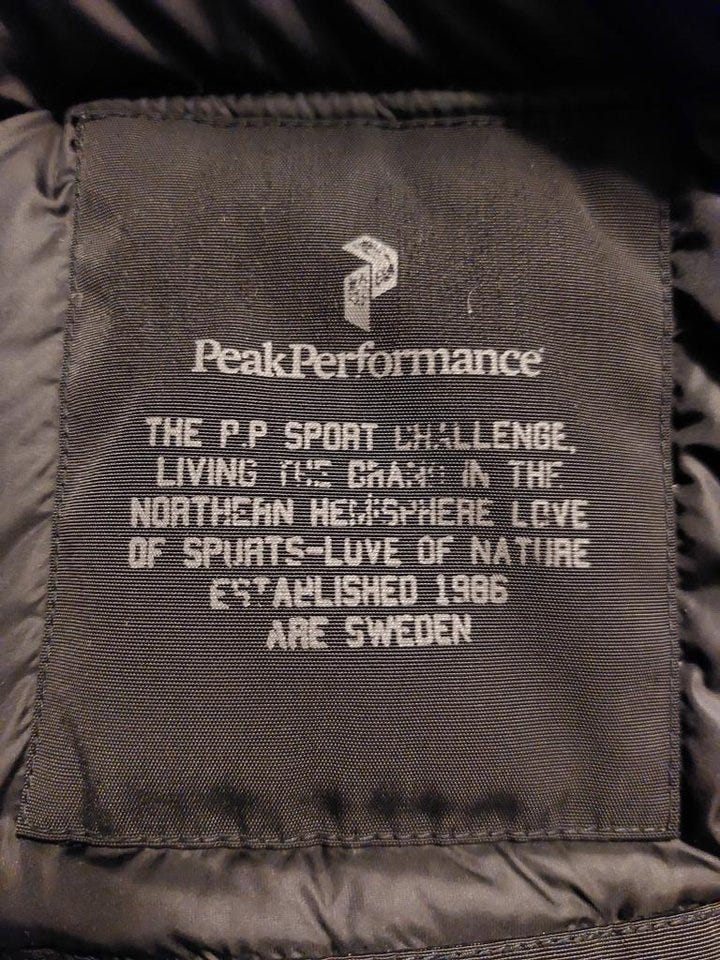 PeakPerformance
THE P.P SPORT CHALLENGE,
LIVING THE IN THE
NORTHERN HEMISPHERE LOVE
OF SPORTS-LOVE OF NATURE
ESTABLISHED 1986
ARE SWEDEN